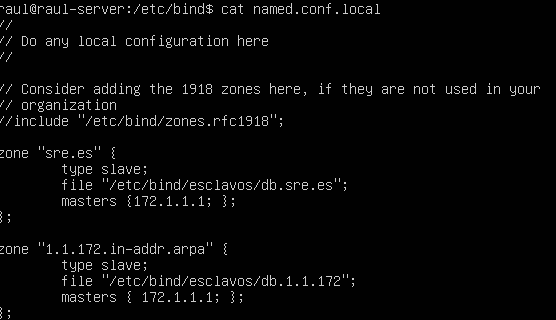 raul@raul-server:/etc/bind$ cat named.conf.local
//
// Do any local configuration here
//
// Consider adding the 1918 zones here, if they are not used in your
// organization
//include "/etc/bind/zones.rfc1918";
zone "sre.es" {
type slave;
file "/etc/bind/esclavos/db.sre.es";
masters {172.1.1.1; };
};
zone "1.1.172.in-addr.arpa" {
type slave;
file "/etc/bind/esclavos/db.1.1.172";
masters { 172.1.1.1; };
};